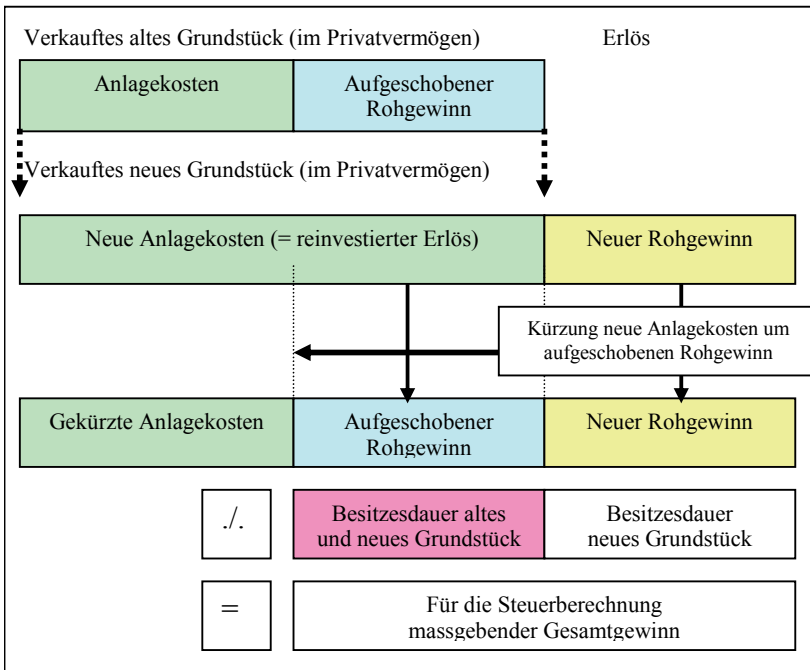 Verkauftes altes Grundstück (im Privatvermögen) Erlös
Anlagekosten
Aufgeschobener
Rohgewinn
Verkauftes neues Grundstück (im Privatvermögen)
Neue Anlagekosten (= reinvestierter Erlös)
Neuer Rohgewinn
Kürzung neue Anlagekosten um
aufgeschobenen Rohgewinn
Gekürzte Anlagekosten
Aufgeschobener
Rohgewinn
Neuer Rohgewinn
./.
Besitzesdauer altes
und neues Grundstück
Besitzesdauer
neues Grundstück
=
Für die Steuerberechnung
massgebender Gesamtgewinn